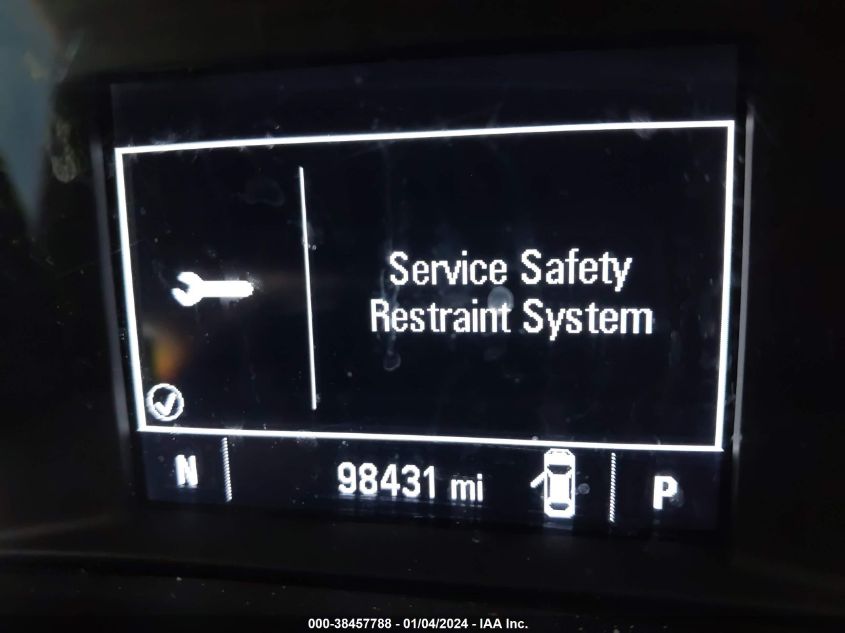 Service Safety
Restraint System
N 98431 mi P
000-38457788 - 01/04/2024 - IAA Inc.